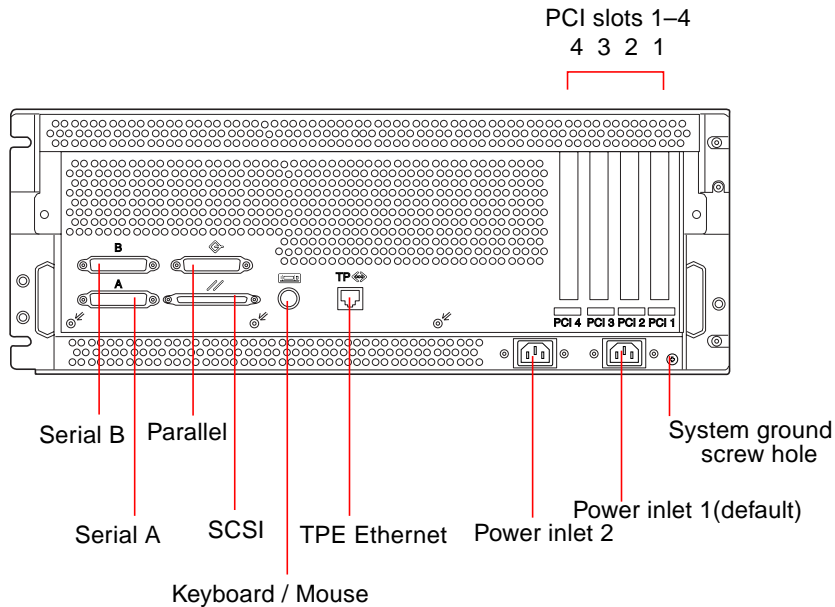 PCI slots 1–4
4 3 2 1
B
A
TP
PCI 4 PCI 3 PCI 2 PCI 1
Serial B
Parallel
System ground
screw hole
Serial A
SCSI
TPE Ethernet
Power inlet 2
Power inlet 1(default)
Keyboard / Mouse